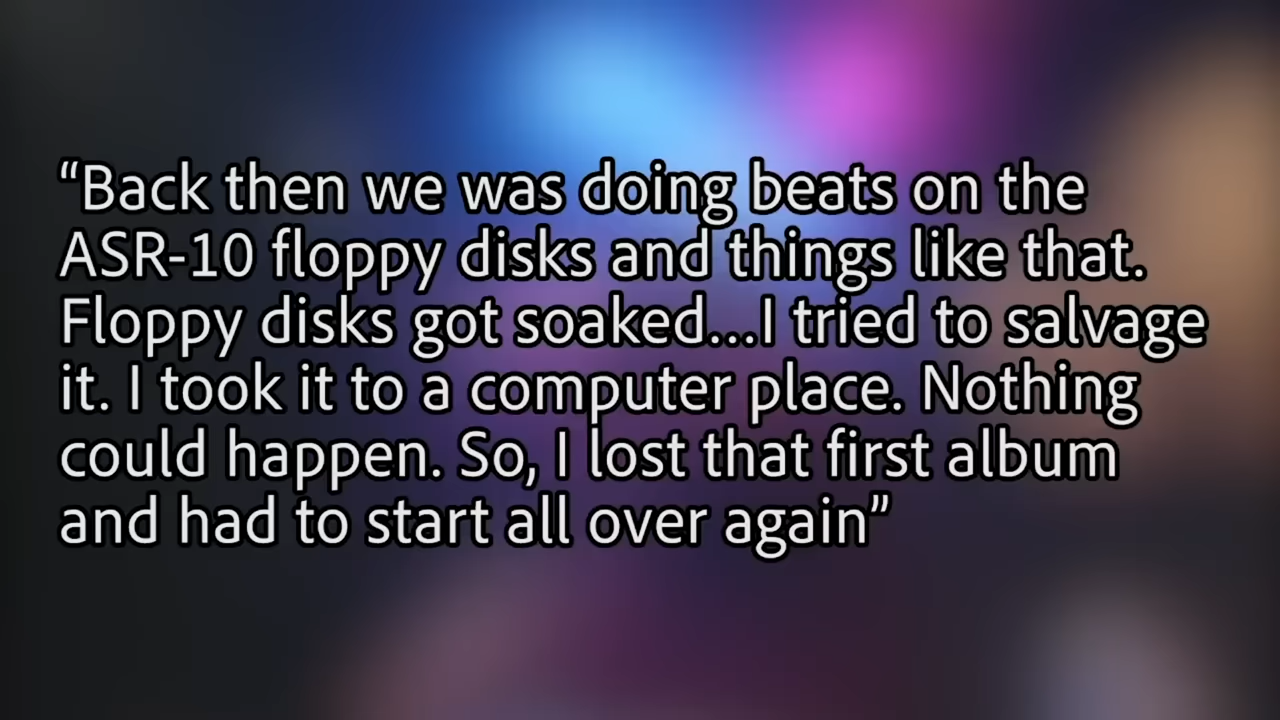 “Back then we was doing beats on the
ASR-10 floppy disks and things like that.
Floppy disks got soaked...I tried to salvage
it. I took it to a computer place. Nothing
could happen. So, I lost that first album
and had to start all over again”